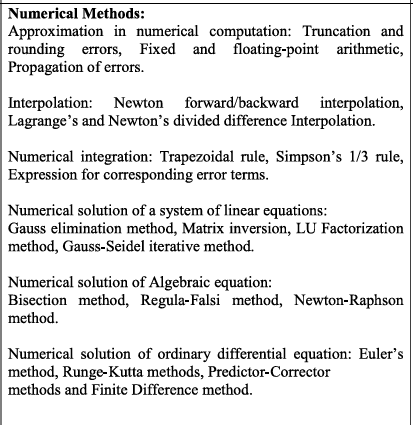 Numerical Methods:
Approximation in numerical computation: Truncation and
rounding errors, Fixed and floating-point arithmetic,
Propagation of errors.
Interpolation: Newton forward/backward interpolation,
Lagrange's and Newton's divided difference Interpolation.
Numerical integration: Trapezoidal rule, Simpson's 1/3 rule,
Expression for corresponding error terms.
Numerical solution of a system of linear equations:
Gauss elimination method, Matrix inversion, LU Factorization
method, Gauss-Seidel iterative method.
Numerical solution of Algebraic equation:
Bisection method, Regula-Falsi method, Newton-Raphson
method.
Numerical solution of ordinary differential equation: Euler's
method, Runge-Kutta methods, Predictor-Corrector
methods and Finite Difference method.